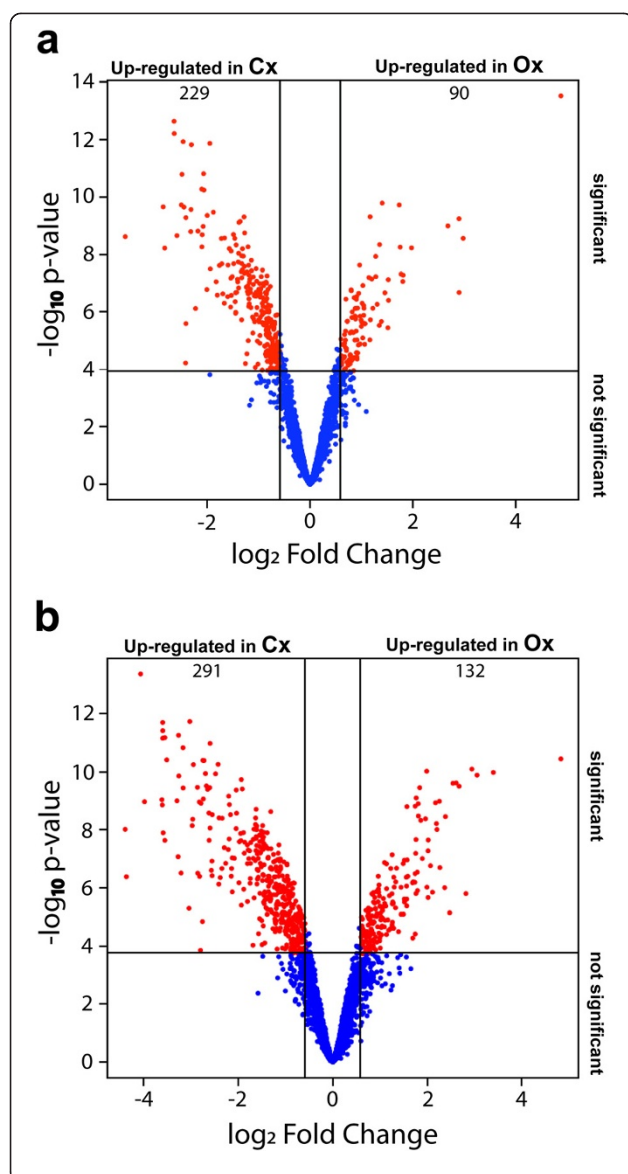 a
Up-regulated in Cx Up-regulated in Ox
229 90
14
12
10
8
6
4
2
0
-log₁₀ p-value
significant
not significant
-2 0 2 4
log₂ Fold Change
b
Up-regulated in Cx Up-regulated in Ox
291 132
12
10
8
6
4
2
0
-log₁₀ p-value
significant
not significant
-4 -2 0 2 4
log₂ Fold Change